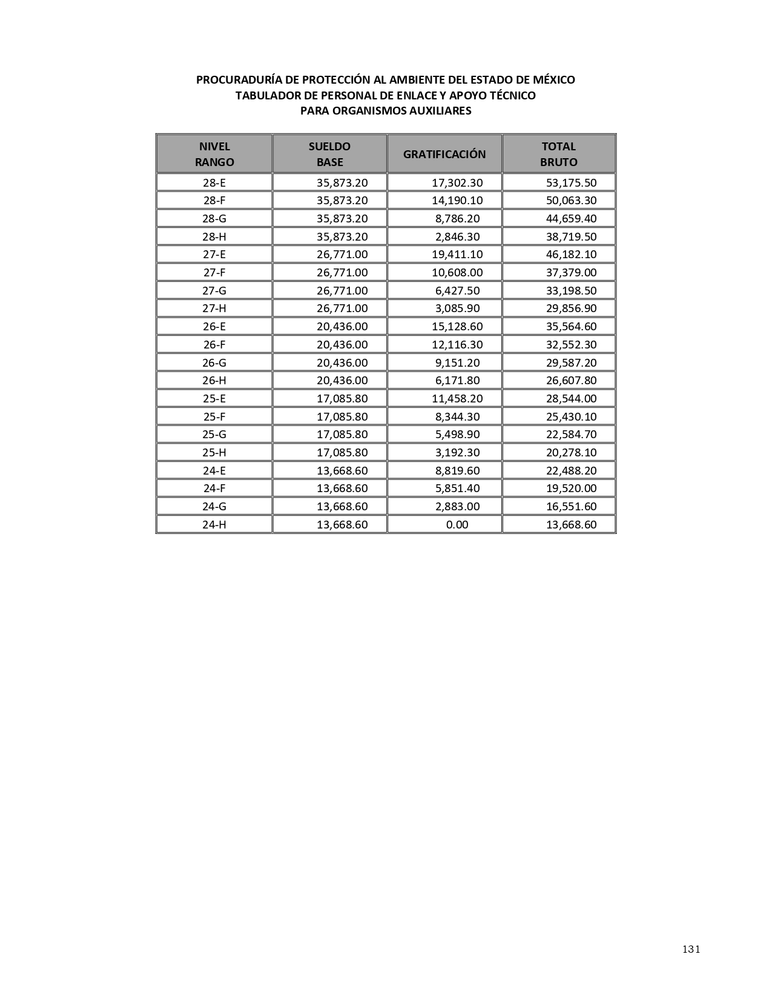 PROCURADURÍA DE PROTECCIÓN AL AMBIENTE DEL ESTADO DE MÉXICO
TABULADOR DE PERSONAL DE ENLACE Y APOYO TÉCNICO
PARA ORGANISMOS AUXILIARES
NIVEL RANGO SUELDO BASE GRATIFICACIÓN TOTAL BRUTO
28-E 35,873.20 17,302.30 53,175.50
28-F 35,873.20 14,190.10 50,063.30
28-G 35,873.20 8,786.20 44,659.40
28-H 35,873.20 2,846.30 38,719.50
27-E 26,771.00 19,411.10 46,182.10
27-F 26,771.00 10,608.00 37,379.00
27-G 26,771.00 6,427.50 33,198.50
27-H 26,771.00 3,085.90 29,856.90
26-E 20,436.00 15,128.60 35,564.60
26-F 20,436.00 12,116.30 32,552.30
26-G 20,436.00 9,151.20 29,587.20
26-H 20,436.00 6,171.80 26,607.80
25-E 17,085.80 11,458.20 28,544.00
25-F 17,085.80 8,344.30 25,430.10
25-G 17,085.80 5,498.90 22,584.70
25-H 17,085.80 3,192.30 20,278.10
24-E 13,668.60 8,819.60 22,488.20
24-F 13,668.60 5,851.40 19,520.00
24-G 13,668.60 2,883.00 16,551.60
24-H 13,668.60 0.00 13,668.60
131